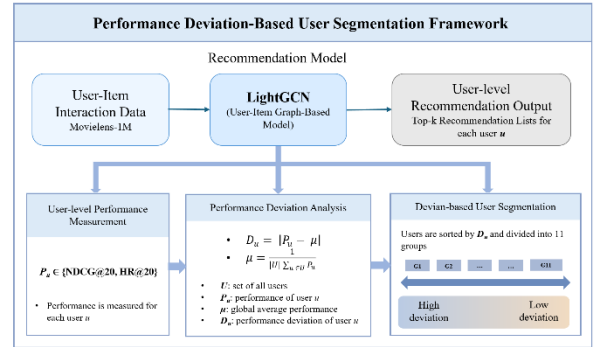 Performance Deviation-Based User Segmentation Framework
Recommendation Model
User-Item
Interaction Data
Movielens-1M
LightGCN
(User-Item Graph-Based
Model)
User-level
Recommendation Output
Top-k Recommendation Lists for
each user u
User-level Performance
Measurement
P_u ∈ {NDCG@20, HR@20}
• Performance is measured for
each user u
Performance Deviation Analysis
• D_u = |P_u − μ|
• μ = 1 / |U| ∑_{u∈U} P_u
• U: set of all users
• P_u: performance of user u
• μ: global average performance
• D_u: performance deviation of user u
Devian-based User Segmentation
Users are sorted by D_u and divided into 11
groups
G1 G2 ... ... G11
High
deviation
Low
deviation